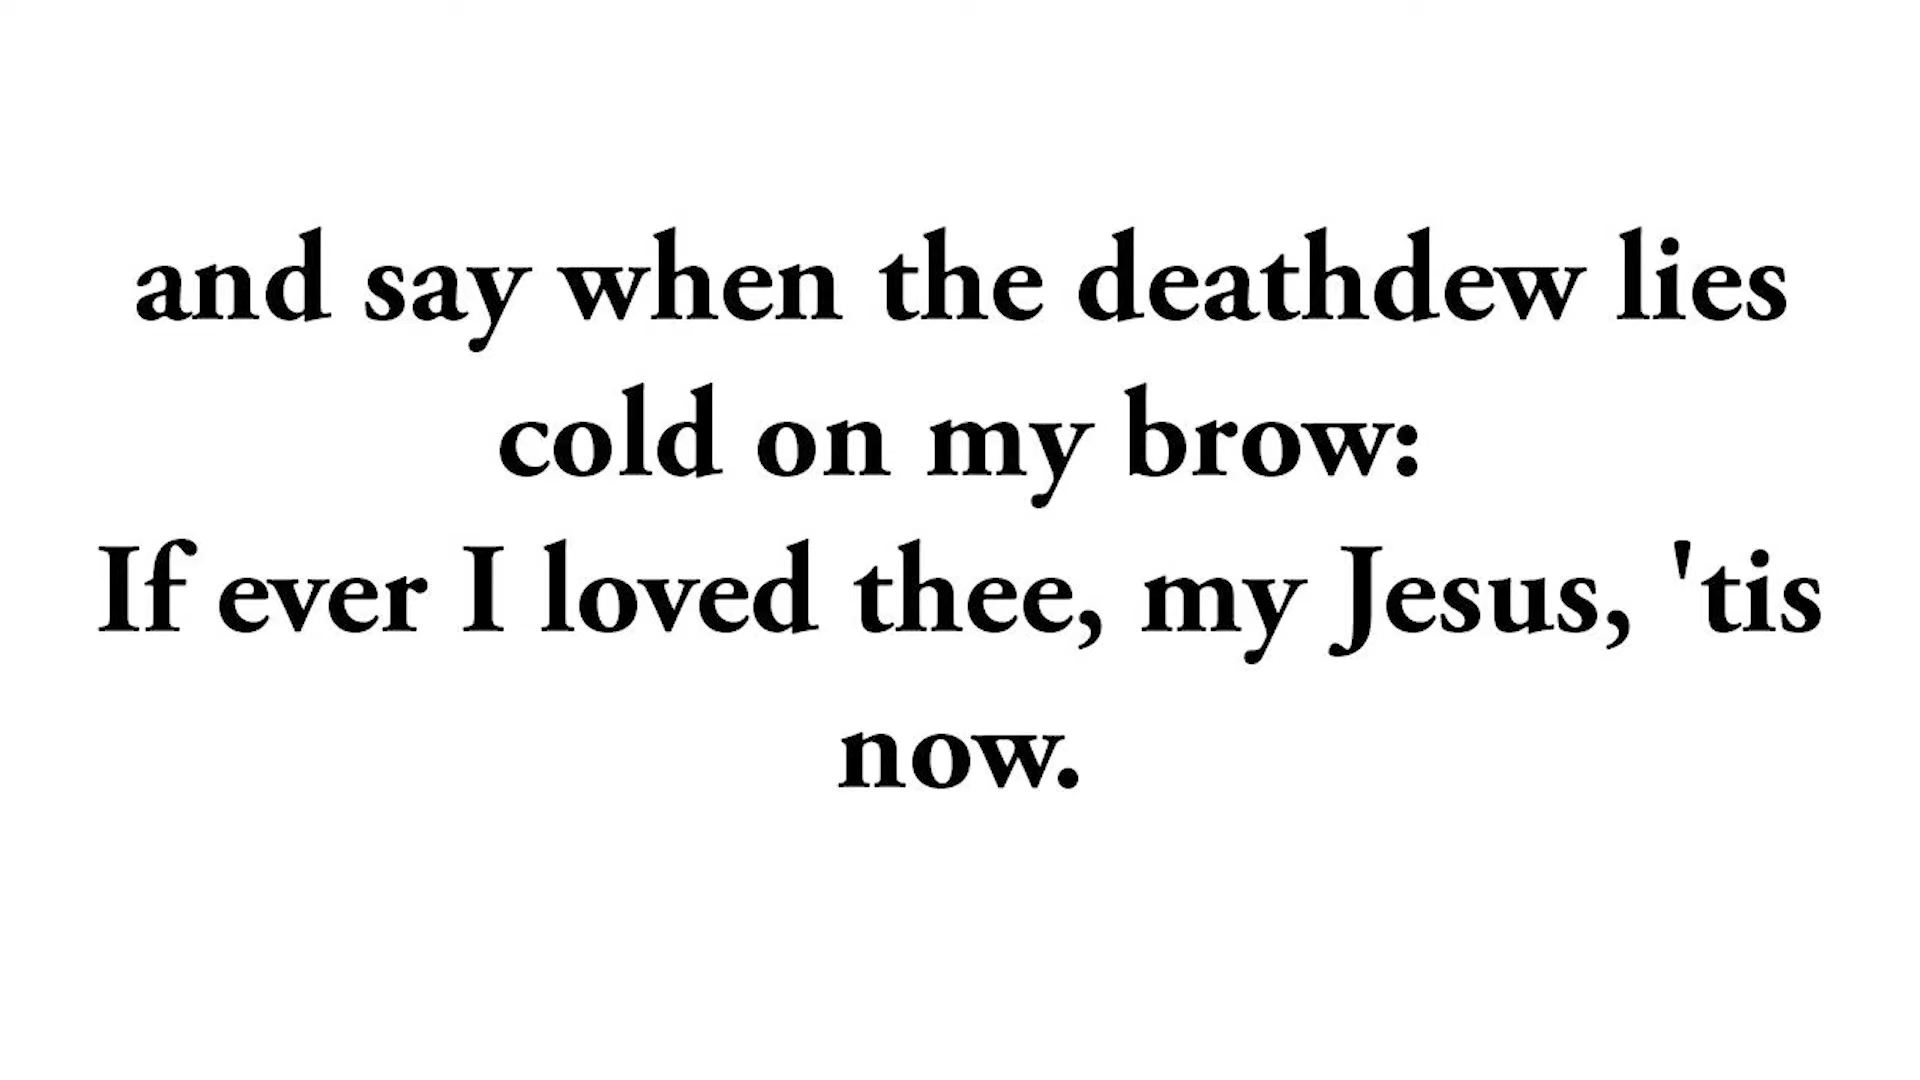 and say when the deathdew lies
cold on my brow:
If ever I loved thee, my Jesus, 'tis
now.